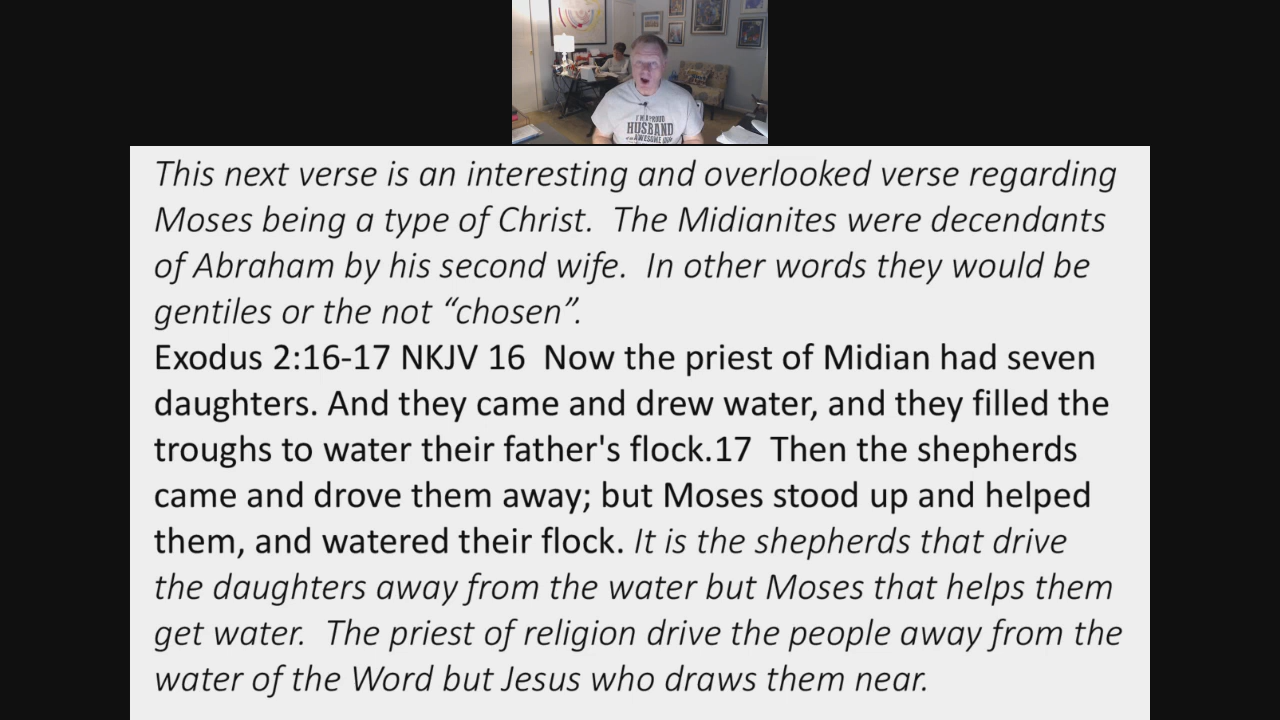 I'M A PROUD
HUSBAND
AWESOME
This next verse is an interesting and overlooked verse regarding
Moses being a type of Christ.  The Midianites were decendants
of Abraham by his second wife.  In other words they would be
gentiles or the not “chosen”.
Exodus 2:16-17 NKJV 16  Now the priest of Midian had seven
daughters. And they came and drew water, and they filled the
troughs to water their father's flock.17  Then the shepherds
came and drove them away; but Moses stood up and helped
them, and watered their flock. It is the shepherds that drive
the daughters away from the water but Moses that helps them
get water.  The priest of religion drive the people away from the
water of the Word but Jesus who draws them near.